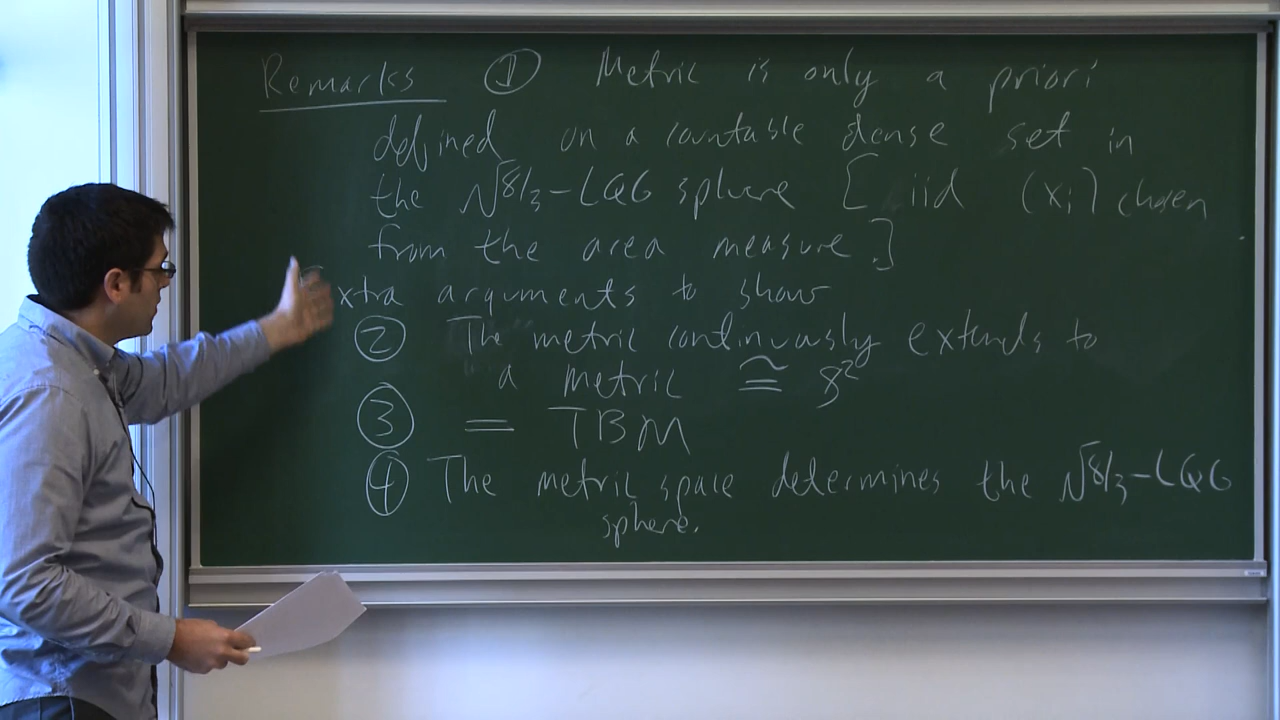 Remarks ① Metric is only a priori
defined on a countable dense set in
the √8/3-LQG sphere [iid (xi) chosen
from the area measure.]
xtra arguments to show
② The metric continuously extends to
a metric ≅ S²
③ = TBM
④ The metric space determines the √8/3-LQG
sphere.